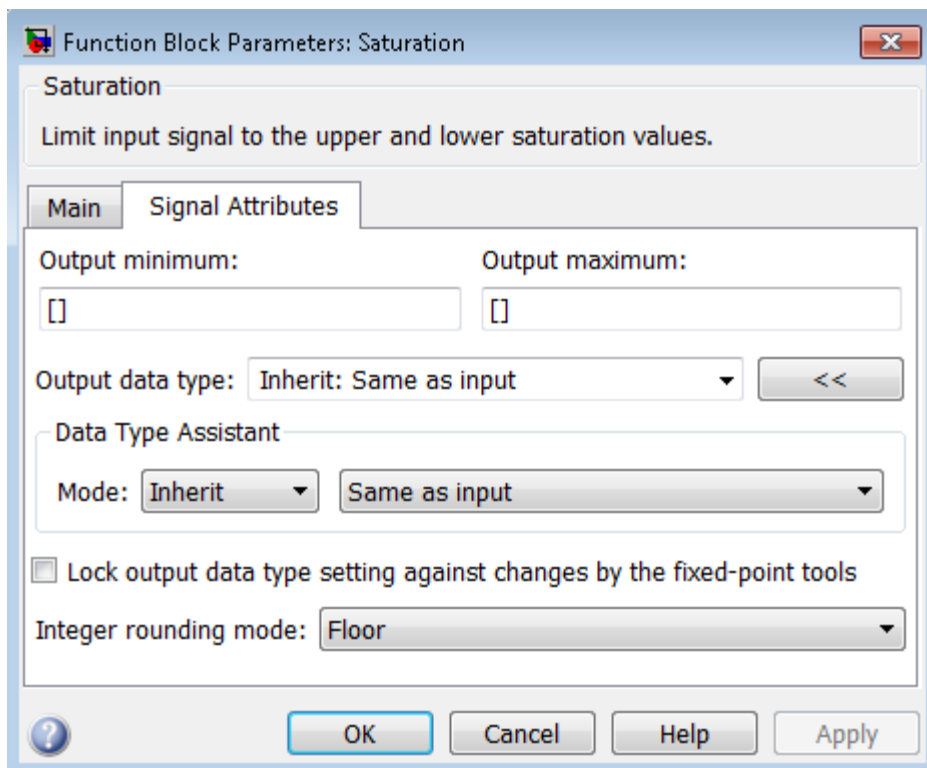 Function Block Parameters: Saturation
Saturation
Limit input signal to the upper and lower saturation values.
Main Signal Attributes
Output minimum: Output maximum:
[] []
Output data type: Inherit: Same as input <<
Data Type Assistant
Mode: Inherit Same as input
Lock output data type setting against changes by the fixed-point tools
Integer rounding mode: Floor
? OK Cancel Help Apply